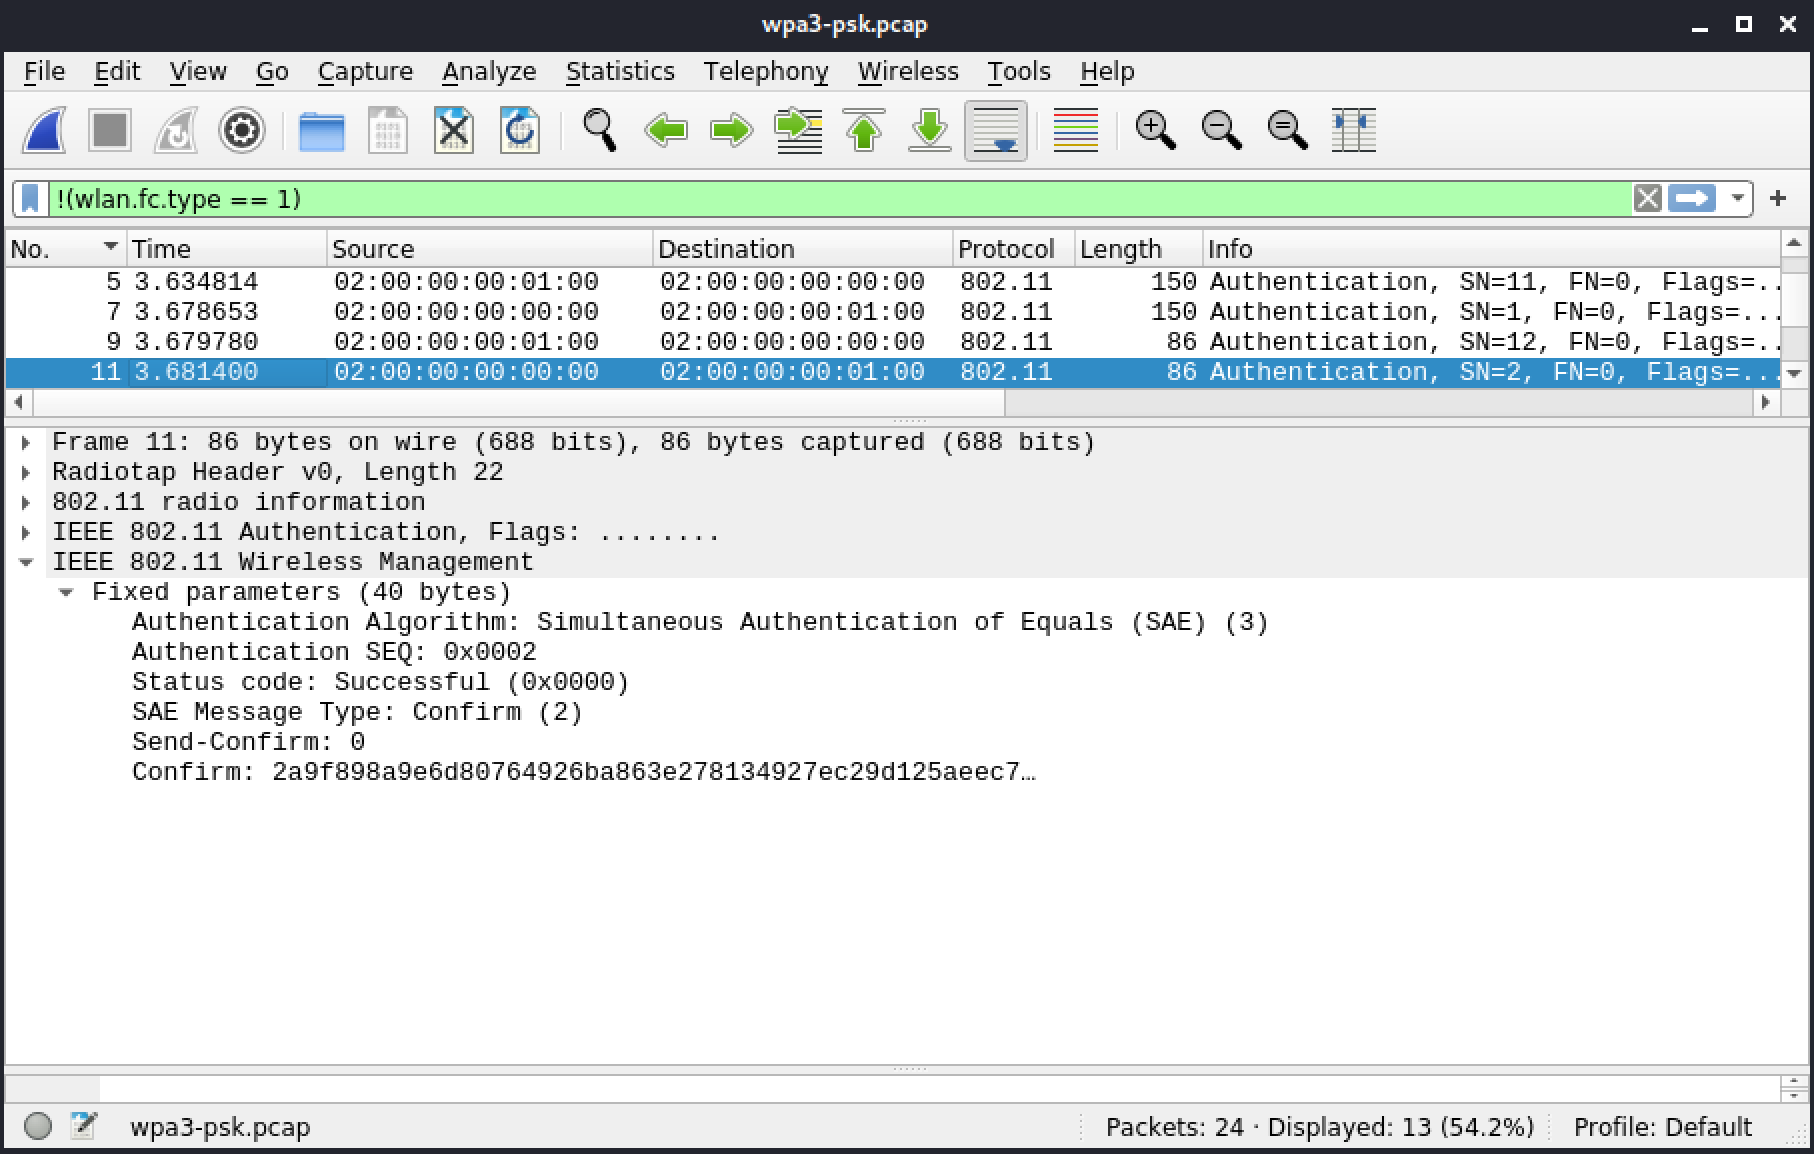 wpa3-psk.pcap
File Edit View Go Capture Analyze Statistics Telephony Wireless Tools Help
!(wlan.fc.type == 1)
No. Time Source Destination Protocol Length Info
5 3.634814 02:00:00:00:01:00 02:00:00:00:00:00 802.11 150 Authentication, SN=11, FN=0, Flags=..
7 3.678653 02:00:00:00:00:00 02:00:00:00:01:00 802.11 150 Authentication, SN=1, FN=0, Flags=...
9 3.679780 02:00:00:00:01:00 02:00:00:00:00:00 802.11 86 Authentication, SN=12, FN=0, Flags=..
11 3.681400 02:00:00:00:00:00 02:00:00:00:01:00 802.11 86 Authentication, SN=2, FN=0, Flags=...
Frame 11: 86 bytes on wire (688 bits), 86 bytes captured (688 bits)
Radiotap Header v0, Length 22
802.11 radio information
IEEE 802.11 Authentication, Flags: ........
IEEE 802.11 Wireless Management
Fixed parameters (40 bytes)
Authentication Algorithm: Simultaneous Authentication of Equals (SAE) (3)
Authentication SEQ: 0x0002
Status code: Successful (0x0000)
SAE Message Type: Confirm (2)
Send-Confirm: 0
Confirm: 2a9f898a9e6d80764926ba863e278134927ec29d125aeec7…
wpa3-psk.pcap
Packets: 24 · Displayed: 13 (54.2%)
Profile: Default